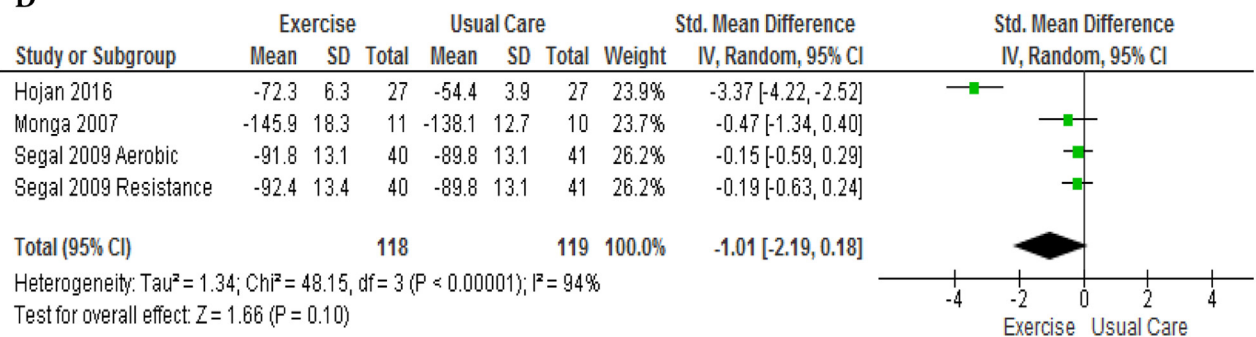 D
Exercise Usual Care Std. Mean Difference Std. Mean Difference
Study or Subgroup Mean SD Total Mean SD Total Weight IV, Random, 95% CI IV, Random, 95% CI
Hojan 2016 -72.3 6.3 27 -54.4 3.9 27 23.9% -3.37 [-4.22, -2.52]
Monga 2007 -145.9 18.3 11 -138.1 12.7 10 23.7% -0.47 [-1.34, 0.40]
Segal 2009 Aerobic -91.8 13.1 40 -89.8 13.1 41 26.2% -0.15 [-0.59, 0.29]
Segal 2009 Resistance -92.4 13.4 40 -89.8 13.1 41 26.2% -0.19 [-0.63, 0.24]
Total (95% CI) 118 119 100.0% -1.01 [-2.19, 0.18]
Heterogeneity: Tau² = 1.34; Chi² = 48.15, df = 3 (P < 0.00001); I² = 94%
Test for overall effect: Z = 1.66 (P = 0.10)
-4 -2 0 2 4
Exercise Usual Care